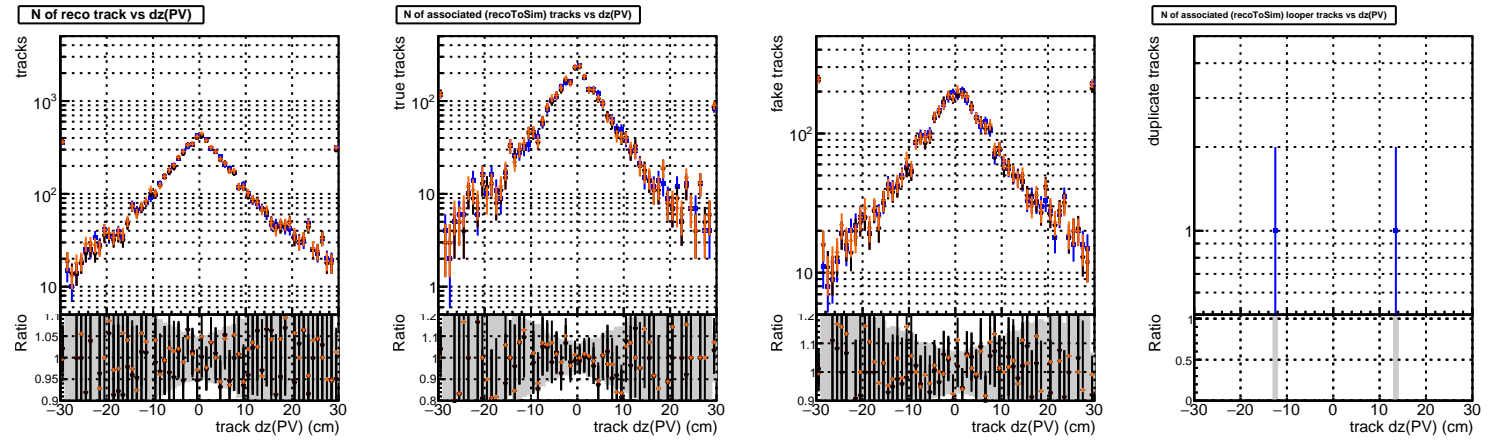 N of reco track vs dz(PV)
tracks
10³
10²
10
Ratio
1.1
1.05
1
0.95
0.9
−30 −20 −10 0 10 20 30
track dz(PV) (cm)
N of associated (recoToSim) tracks vs dz(PV)
true tracks
10²
10
1
Ratio
1.2
1.1
1
0.9
0.8
−30 −20 −10 0 10 20 30
track dz(PV) (cm)
fake tracks
10²
10
Ratio
1.2
1.1
1
−30 −20 −10 0 10 20 30
track dz(PV) (cm)
N of associated (recoToSim) looper tracks vs dz(PV)
duplicate tracks
1
Ratio
1
0.5
0
−30 −20 −10 0 10 20 30
track dz(PV) (cm)